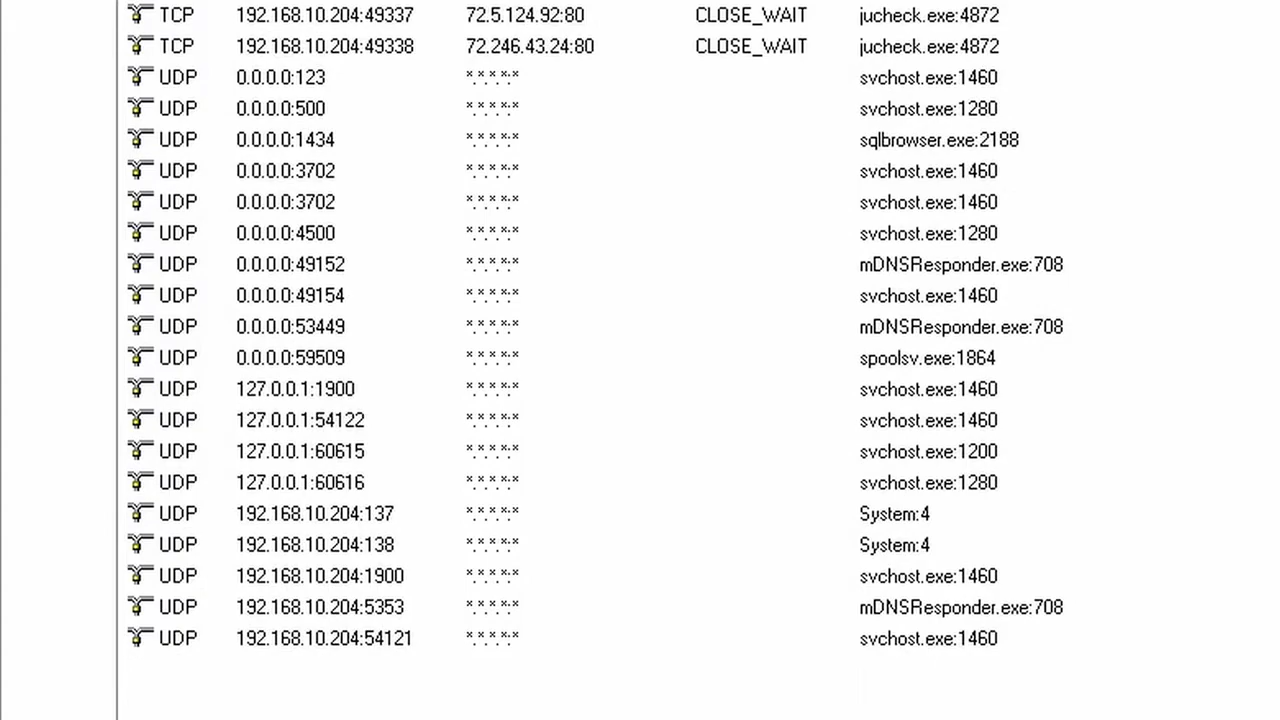 TCP 192.168.10.204:49337 72.5.124.92:80 CLOSE_WAIT jucheck.exe:4872
TCP 192.168.10.204:49338 72.246.43.24:80 CLOSE_WAIT jucheck.exe:4872
UDP 0.0.0.0:123 *.*.*.*:* svchost.exe:1460
UDP 0.0.0.0:500 *.*.*.*:* svchost.exe:1280
UDP 0.0.0.0:1434 *.*.*.*:* sqlbrowser.exe:2188
UDP 0.0.0.0:3702 *.*.*.*:* svchost.exe:1460
UDP 0.0.0.0:3702 *.*.*.*:* svchost.exe:1460
UDP 0.0.0.0:4500 *.*.*.*:* svchost.exe:1280
UDP 0.0.0.0:49152 *.*.*.*:* mDNSResponder.exe:708
UDP 0.0.0.0:49154 *.*.*.*:* svchost.exe:1460
UDP 0.0.0.0:53449 *.*.*.*:* mDNSResponder.exe:708
UDP 0.0.0.0:59509 *.*.*.*:* spoolsv.exe:1864
UDP 127.0.0.1:1900 *.*.*.*:* svchost.exe:1460
UDP 127.0.0.1:54122 *.*.*.*:* svchost.exe:1460
UDP 127.0.0.1:60615 *.*.*.*:* svchost.exe:1200
UDP 127.0.0.1:60616 *.*.*.*:* svchost.exe:1280
UDP 192.168.10.204:137 *.*.*.*:* System:4
UDP 192.168.10.204:138 *.*.*.*:* System:4
UDP 192.168.10.204:1900 *.*.*.*:* svchost.exe:1460
UDP 192.168.10.204:5353 *.*.*.*:* mDNSResponder.exe:708
UDP 192.168.10.204:54121 *.*.*.*:* svchost.exe:1460